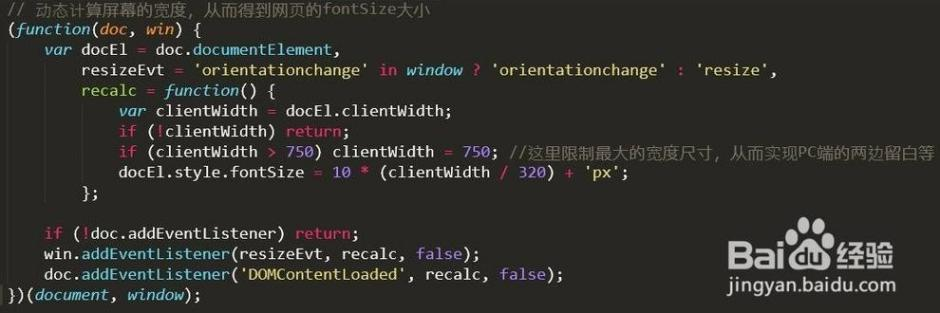 // 动态计算屏幕的宽度，从而得到网页的fontSize大小
(function(doc, win) {
    var docEl = doc.documentElement,
        resizeEvt = 'orientationchange' in window ? 'orientationchange' : 'resize',
        recalc = function() {
            var clientWidth = docEl.clientWidth;
            if (!clientWidth) return;
            if (clientWidth > 750) clientWidth = 750; //这里限制最大的宽度尺寸，从而实现PC端的两边留白等
            docEl.style.fontSize = 10 * (clientWidth / 320) + 'px';
        };
    if (!doc.addEventListener) return;
    win.addEventListener(resizeEvt, recalc, false);
    doc.addEventListener('DOMContentLoaded', recalc, false);
})(document, window);
Baidu经验
jingyan.baidu.com